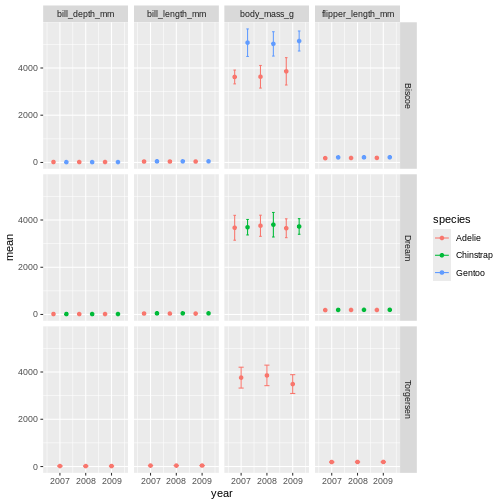 bill_depth_mm bill_length_mm body_mass_g flipper_length_mm
4000
2000
0
Biscoe
4000
2000
0
Dream
4000
2000
0
Torgersen
2007 2008 2009 2007 2008 2009 2007 2008 2009 2007 2008 2009
year
mean
species
Adelie
Chinstrap
Gentoo